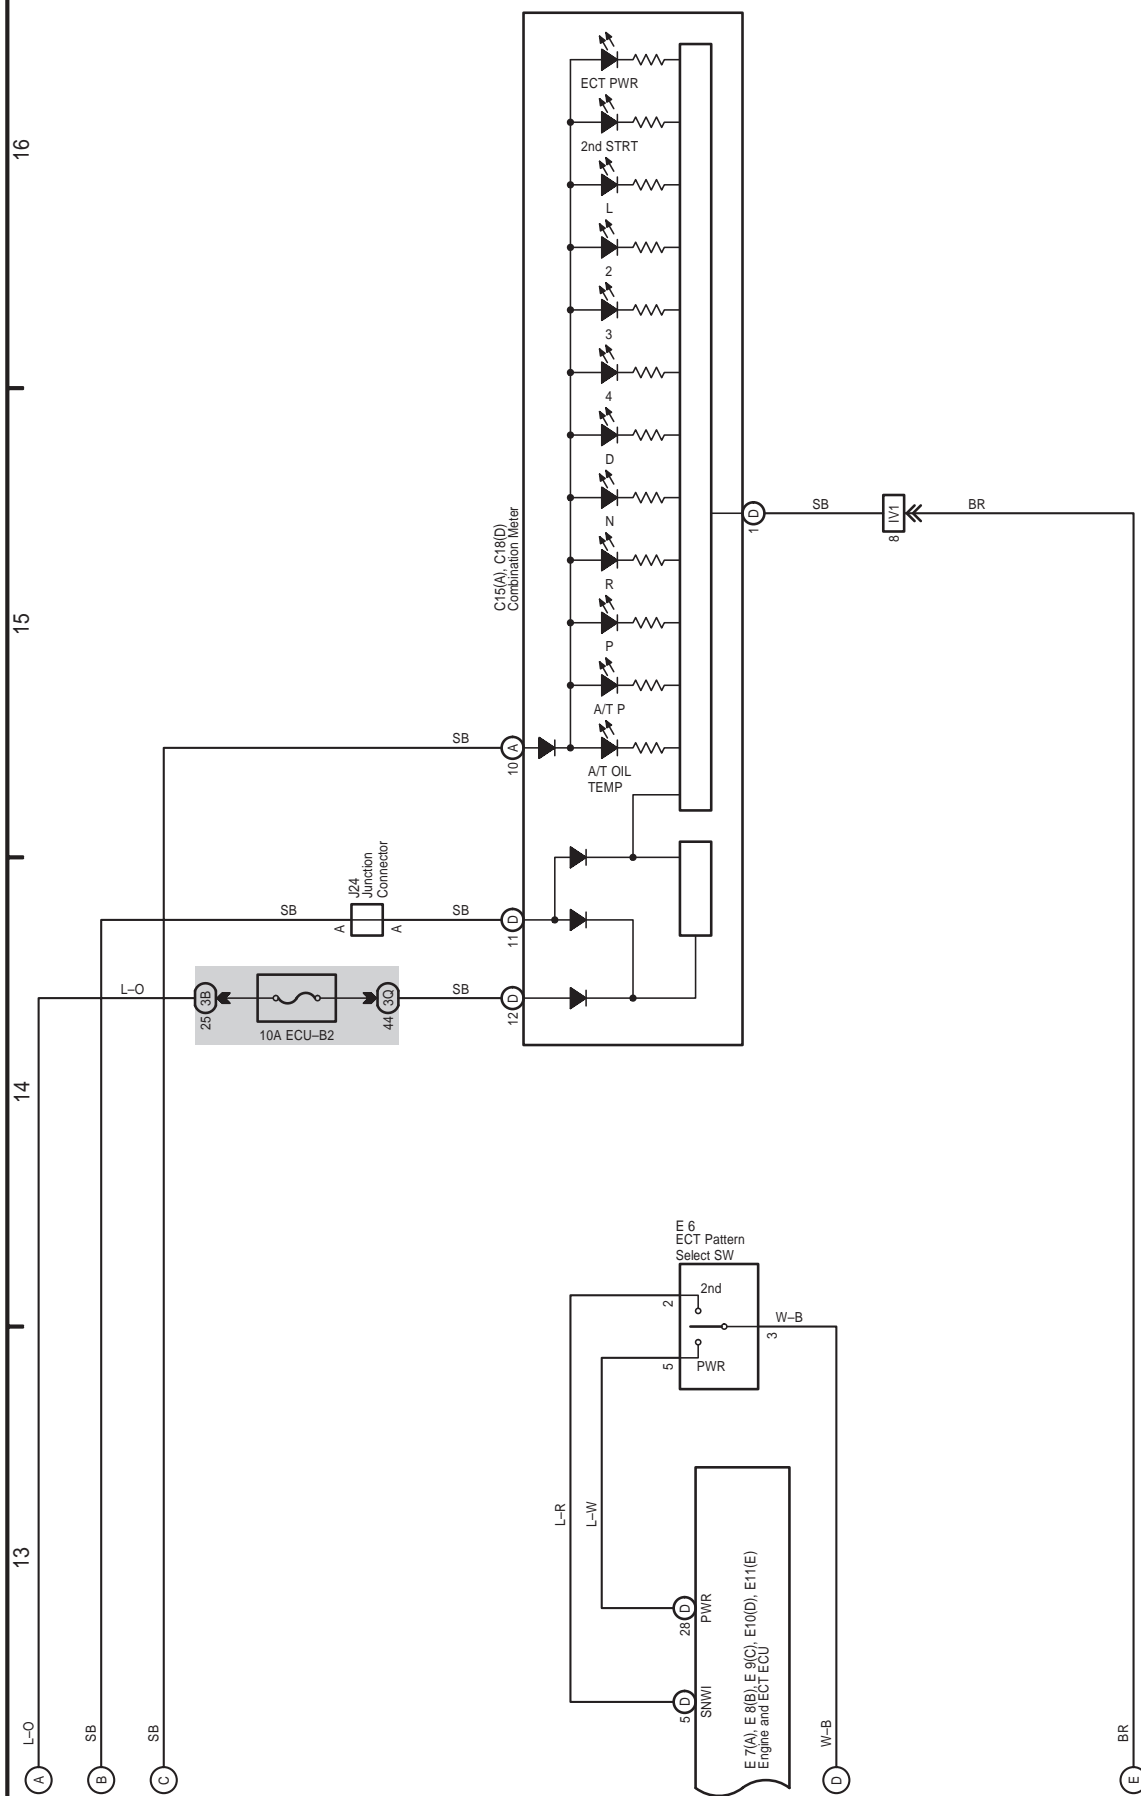 16
15
14
13
ECT PWR
2nd STRT
L
2
3
4
D
N
R
P
A/T P
A/T OIL
TEMP
C15(A), C18(D)
Combination Meter
SB
10 A
1 D
SB
8 IV1
BR
J24
Junction
Connector
SB
A
A
SB
11 D
L–O
25 3B
10A ECU–B2
44 3Q
SB
12 D
E 6
ECT Pattern
Select SW
2
2nd
5
PWR
3
W–B
L–R
L–W
28 D
PWR
5 D
SNWI
E 7(A), E 8(B), E 9(C), E10(D), E11(E)
Engine and ECT ECU
L–O
A
SB
B
SB
C
W–B
D
BR
E